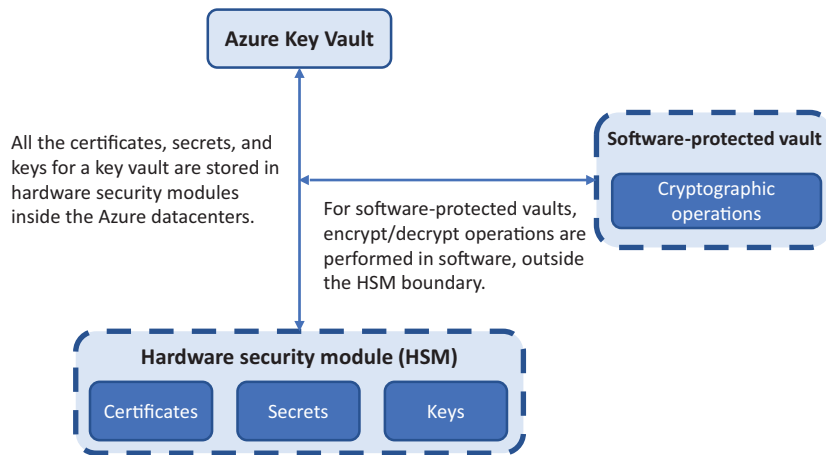 Azure Key Vault
All the certificates, secrets, and
keys for a key vault are stored in
hardware security modules
inside the Azure datacenters.
Software-protected vault
Cryptographic
operations
For software-protected vaults,
encrypt/decrypt operations are
performed in software, outside
the HSM boundary.
Hardware security module (HSM)
Certificates
Secrets
Keys